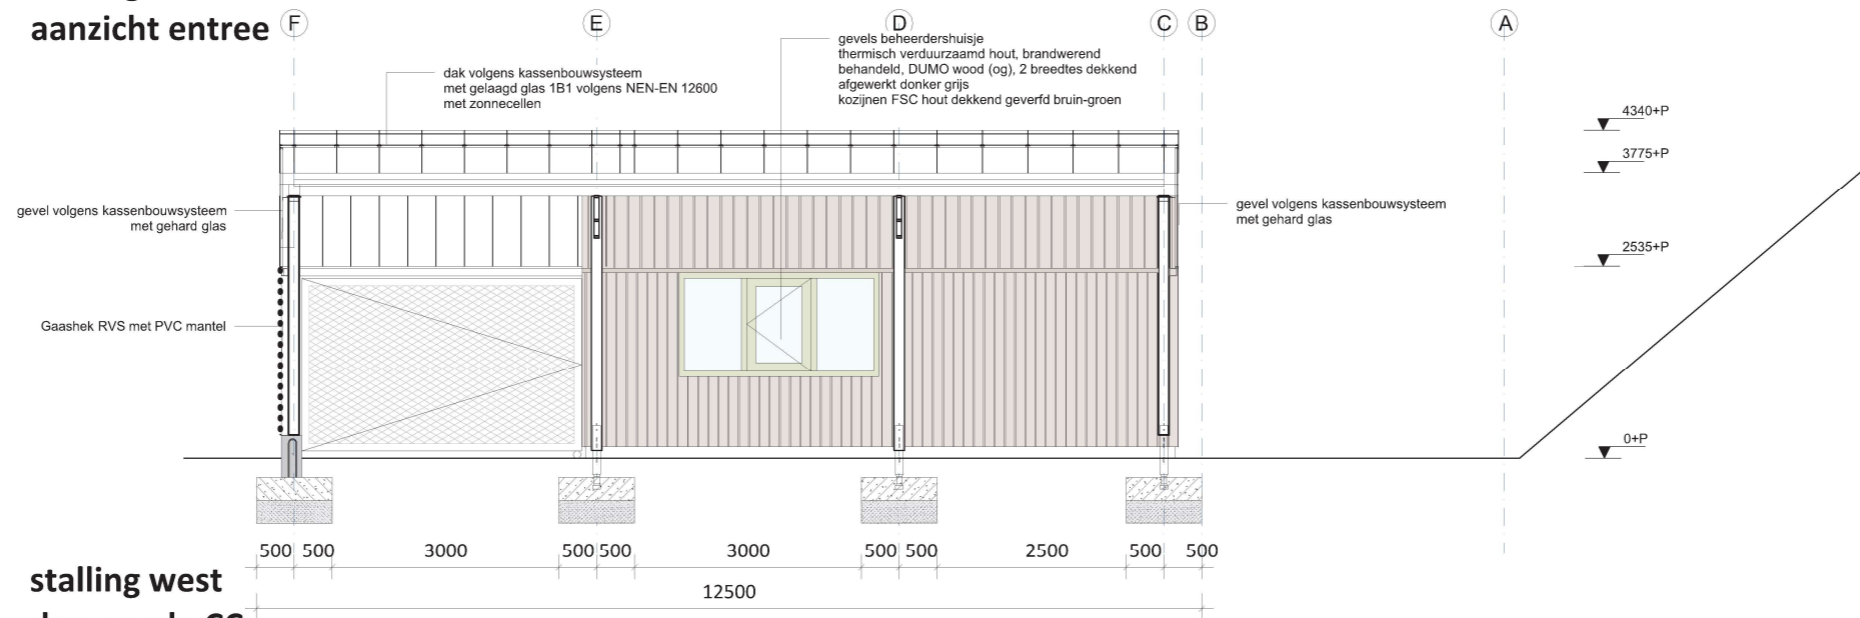 aanzicht entree
F
E
D
C
B
A
gevels beheerdershuisje
thermisch verduurzaamd hout, brandwerend
behandeld, DUMO wood (og), 2 breedtes dekkend
afgewerkt donker grijs
kozijnen FSC hout dekkend geverfd bruin-groen
dak volgens kassenbouwsysteem
met gelaagd glas 1B1 volgens NEN-EN 12600
met zonnecellen
4340+P
3775+P
gevel volgens kassenbouwsysteem
met gehard glas
gevel volgens kassenbouwsysteem
met gehard glas
2535+P
Gaashek RVS met PVC mantel
0+P
500 500 3000 500 500 3000 500 500 2500 500 500
12500
stalling west